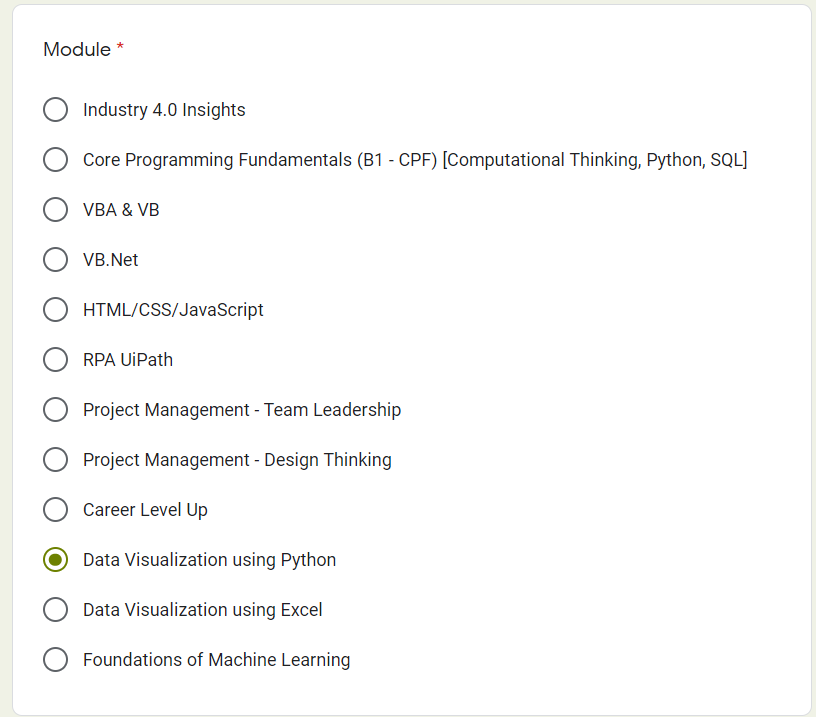 Module *
Industry 4.0 Insights
Core Programming Fundamentals (B1 - CPF) [Computational Thinking, Python, SQL]
VBA & VB
VB.Net
HTML/CSS/JavaScript
RPA UiPath
Project Management - Team Leadership
Project Management - Design Thinking
Career Level Up
Data Visualization using Python
Data Visualization using Excel
Foundations of Machine Learning